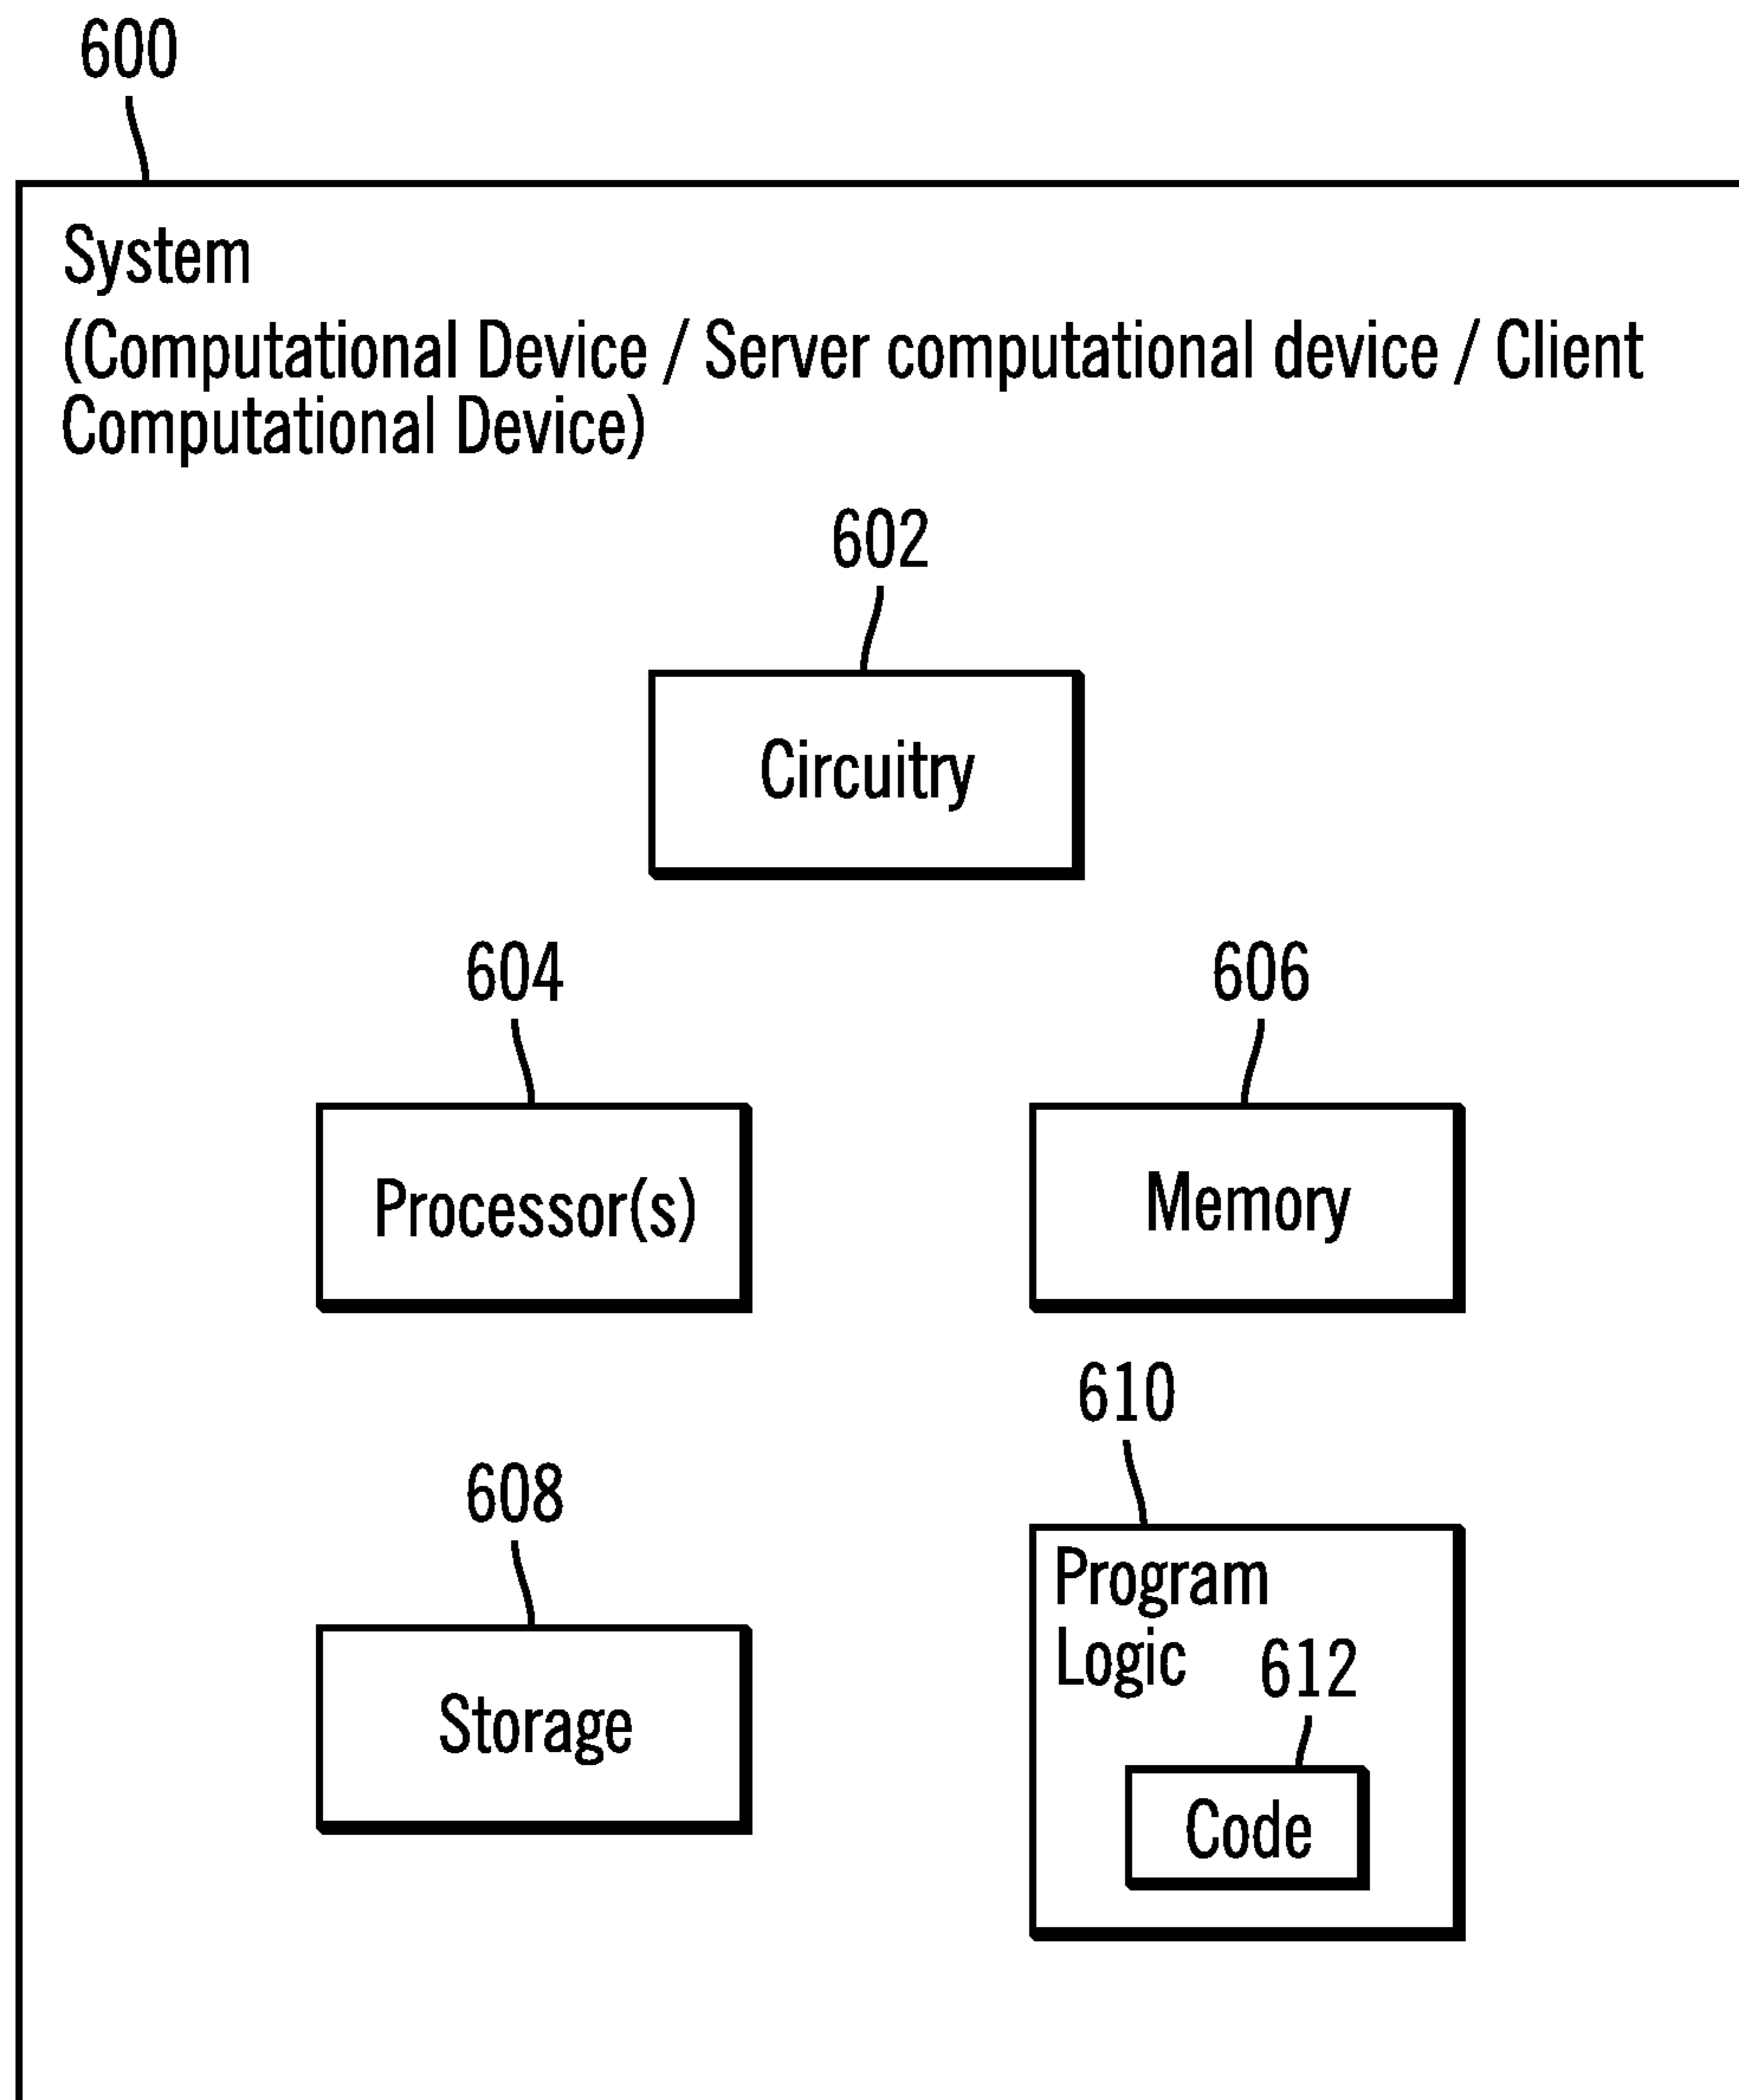 600
System
(Computational Device / Server computational device / Client
Computational Device)
602
Circuitry
604
606
Processor(s)
Memory
610
608
Program
Logic
612
Storage
Code